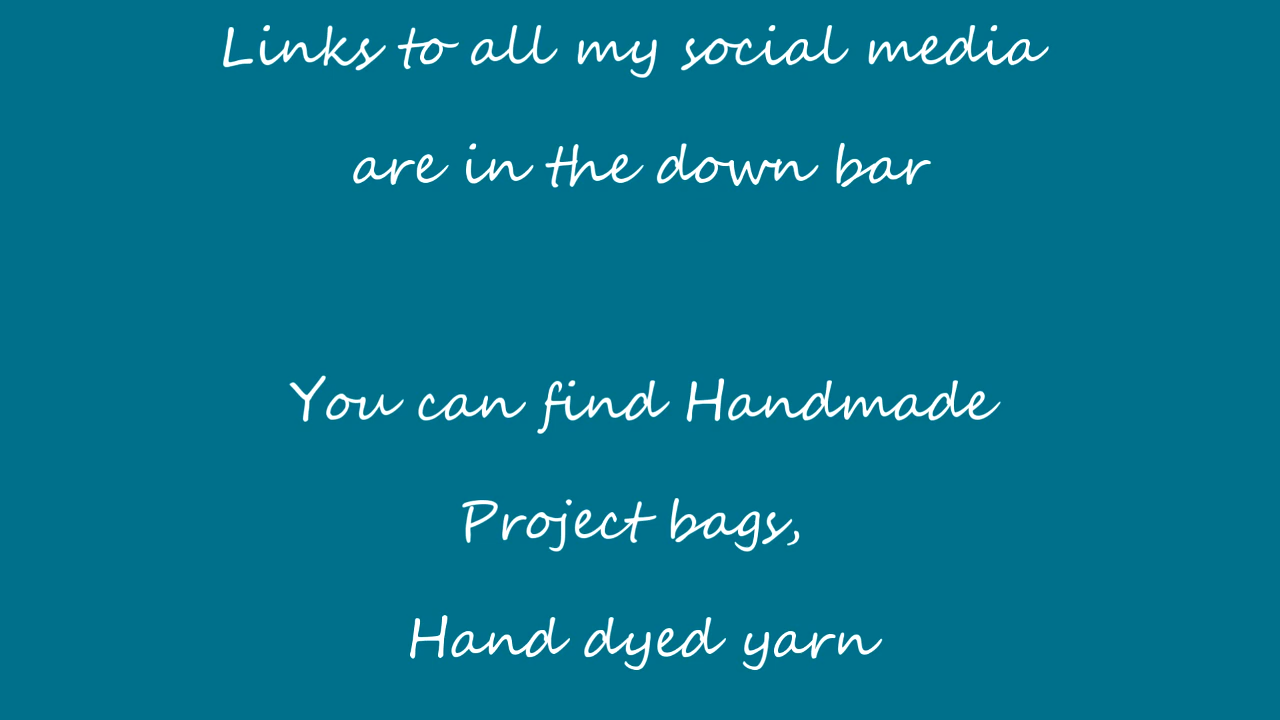 Links to all my social media
are in the down bar
You can find Handmade
Project bags,
Hand dyed yarn